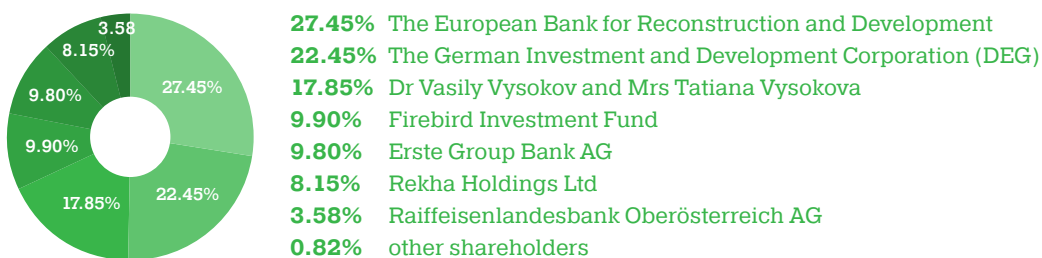 3.58
8.15%
27.45%
9.80%
9.90%
22.45%
17.85%
27.45% The European Bank for Reconstruction and Development
22.45% The German Investment and Development Corporation (DEG)
17.85% Dr Vasily Vysokov and Mrs Tatiana Vysokova
9.90% Firebird Investment Fund
9.80% Erste Group Bank AG
8.15% Rekha Holdings Ltd
3.58% Raiffeisenlandesbank Oberösterreich AG
0.82% other shareholders